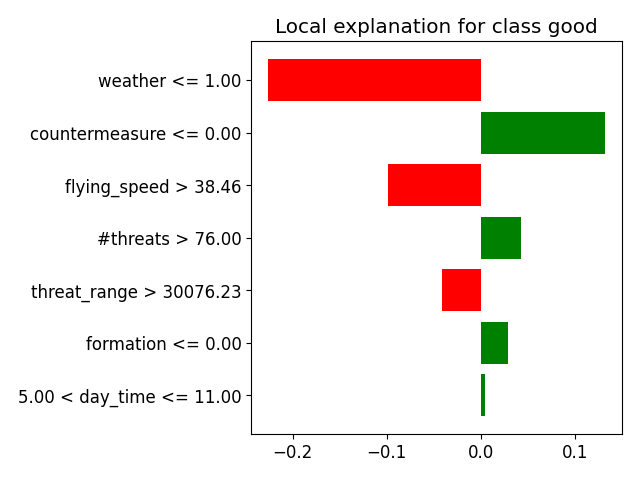 Local explanation for class good
weather <= 1.00
countermeasure <= 0.00
flying_speed > 38.46
#threats > 76.00
threat_range > 30076.23
formation <= 0.00
5.00 < day_time <= 11.00
−0.2 −0.1 0.0 0.1